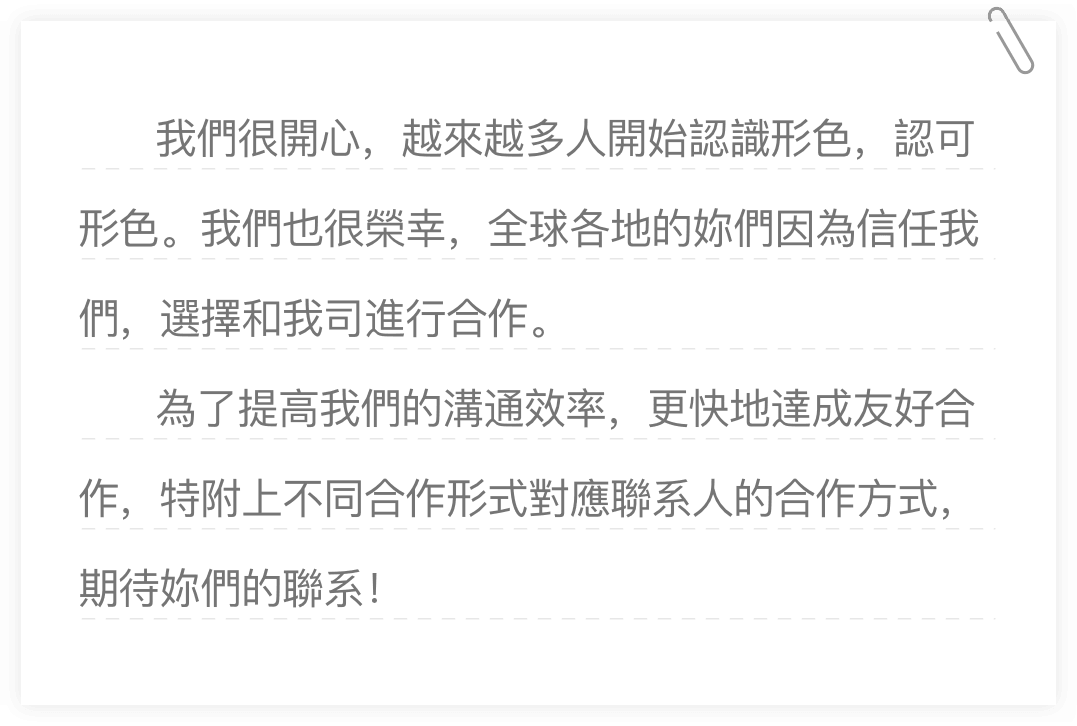 我們很開心，越來越多人開始認識形色，認可
形色。我們也很榮幸，全球各地的妳們因為信任我
們，選擇和我司進行合作。
為了提高我們的溝通效率，更快地達成友好合
作，特附上不同合作形式對應聯系人的合作方式，
期待妳們的聯系！